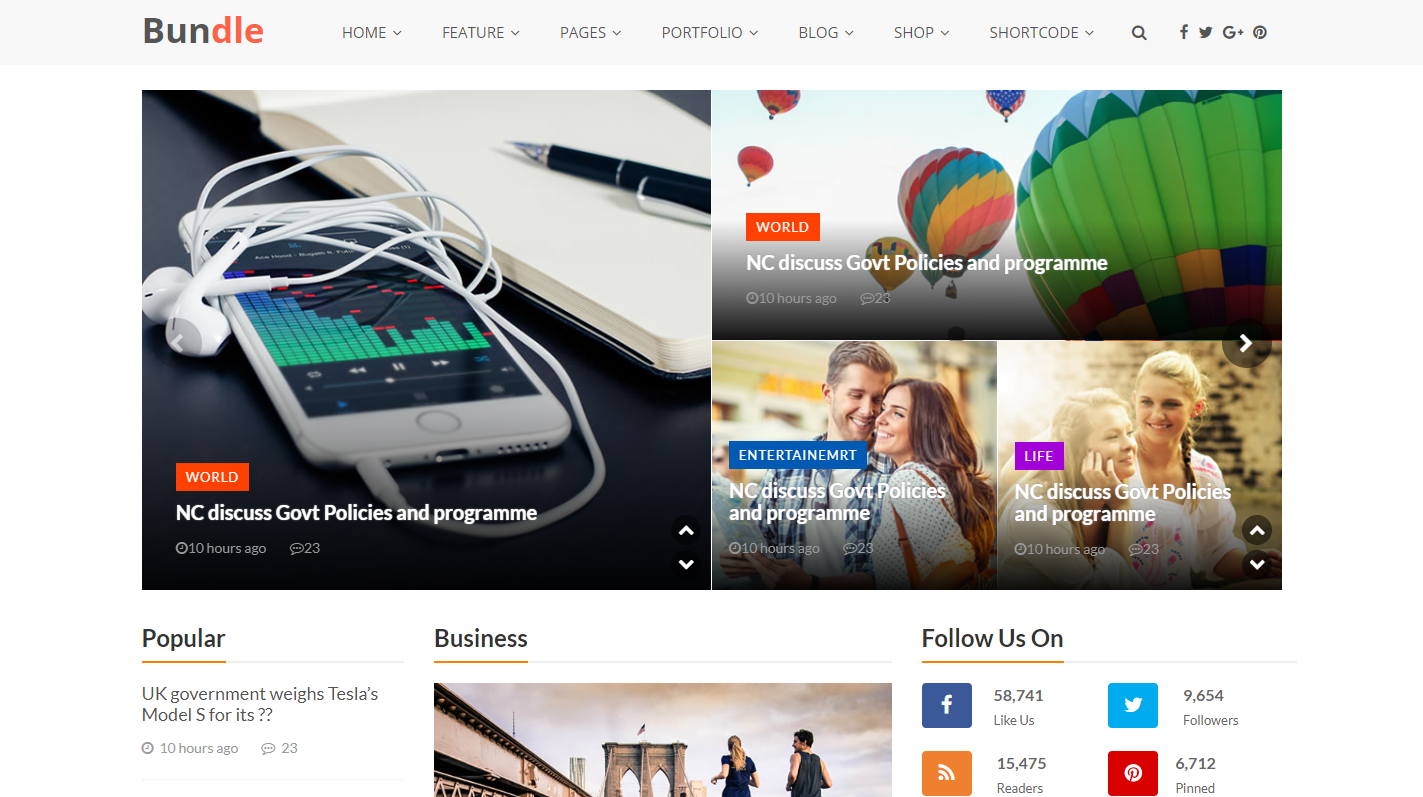 Bundle
HOME
FEATURE
PAGES
PORTFOLIO
BLOG
SHOP
SHORTCODE
WORLD
NC discuss Govt Policies and programme
10 hours ago 23
WORLD
NC discuss Govt Policies and programme
10 hours ago 23
ENTERTAINEMRT
NC discuss Govt Policies
and programme
10 hours ago 23
LIFE
NC discuss Govt Policies
and programme
10 hours ago 23
Popular
UK government weighs Tesla’s
Model S for its ??
10 hours ago 23
Business
Follow Us On
58,741
Like Us
9,654
Followers
15,475
Readers
6,712
Pinned